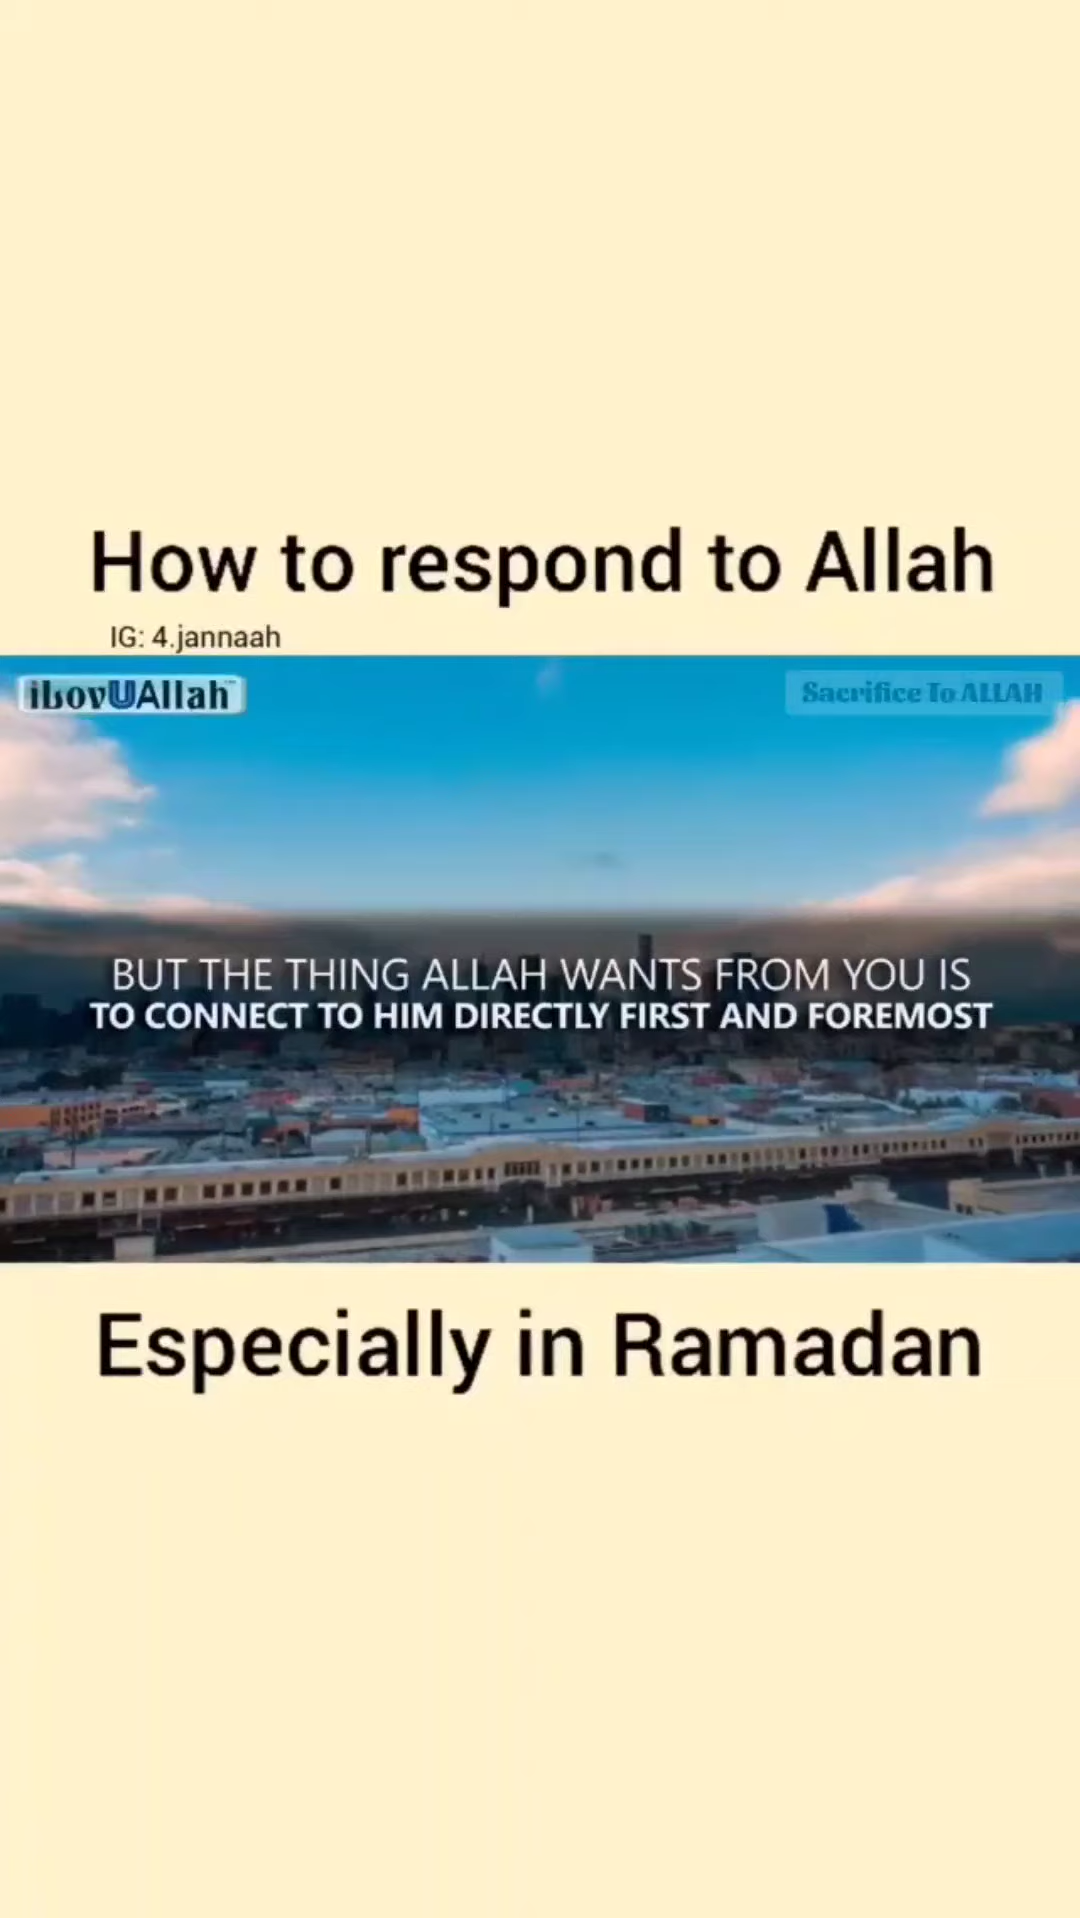 How to respond to Allah
IG: 4.jannaah
iLovUAllah™
Sacrifice To ALLAH
BUT THE THING ALLAH WANTS FROM YOU IS
TO CONNECT TO HIM DIRECTLY FIRST AND FOREMOST
Especially in Ramadan